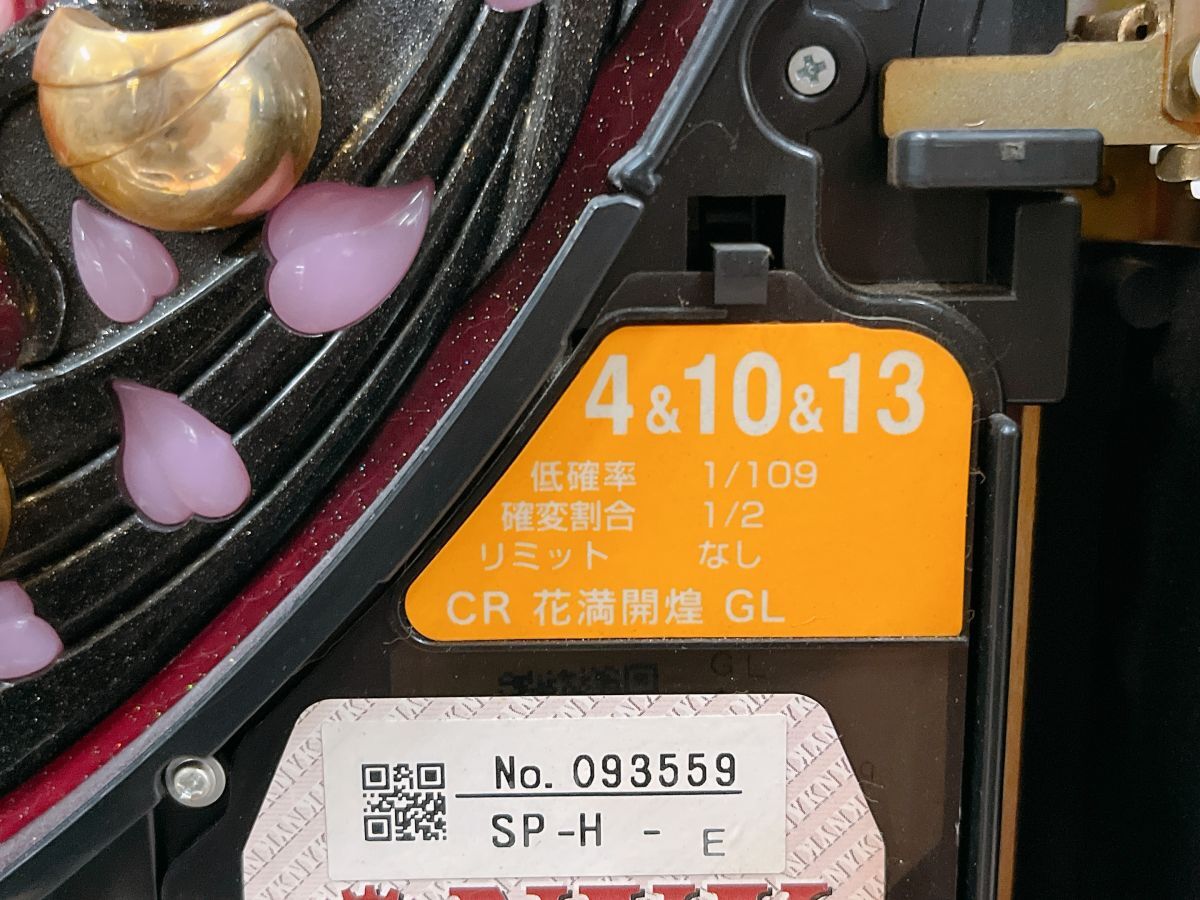 4&10&13
低確率 1/109
確変割合 1/2
リミット なし
CR 花満開煌 GL
GL
No. 093559
SP-H - E